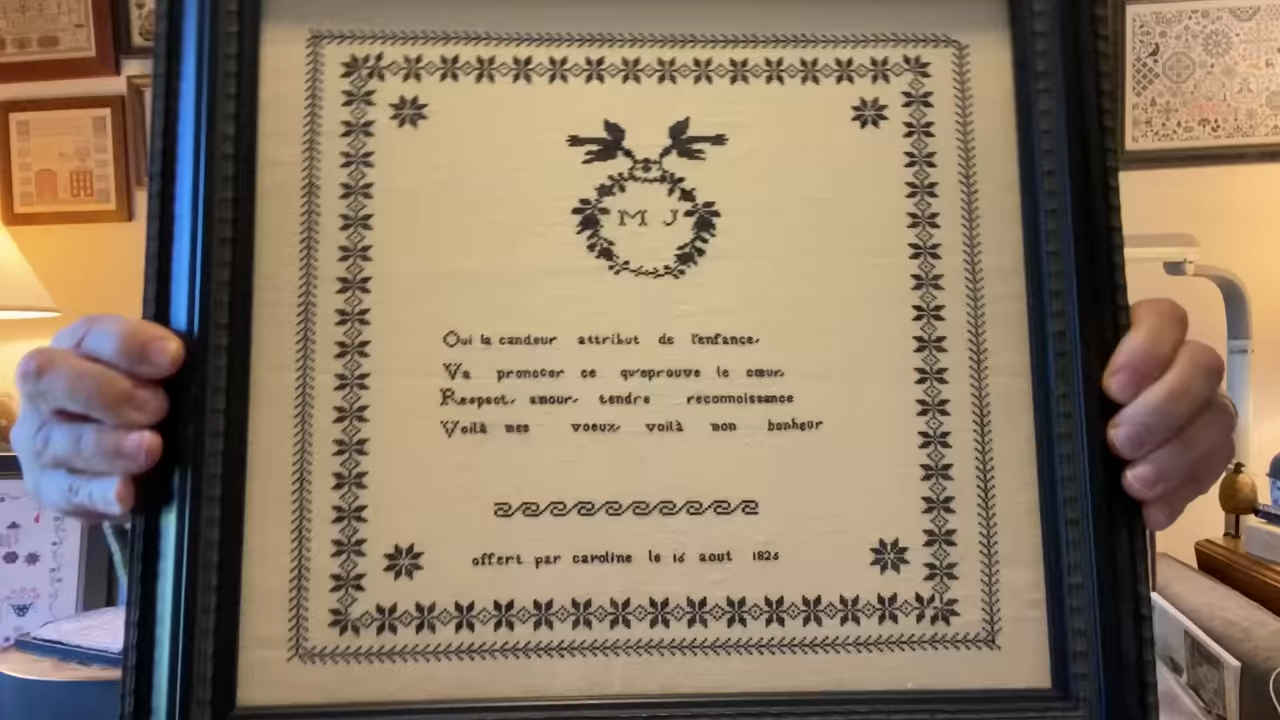 M J
Oui la candeur attribut de l'enfance,
Va prononcer ce qu'eprouve le cœur,
Respect, amour, tendre reconnoissance
Voilà mes voeux, voilà mon bonheur
offert par caroline le 16 aout 1826